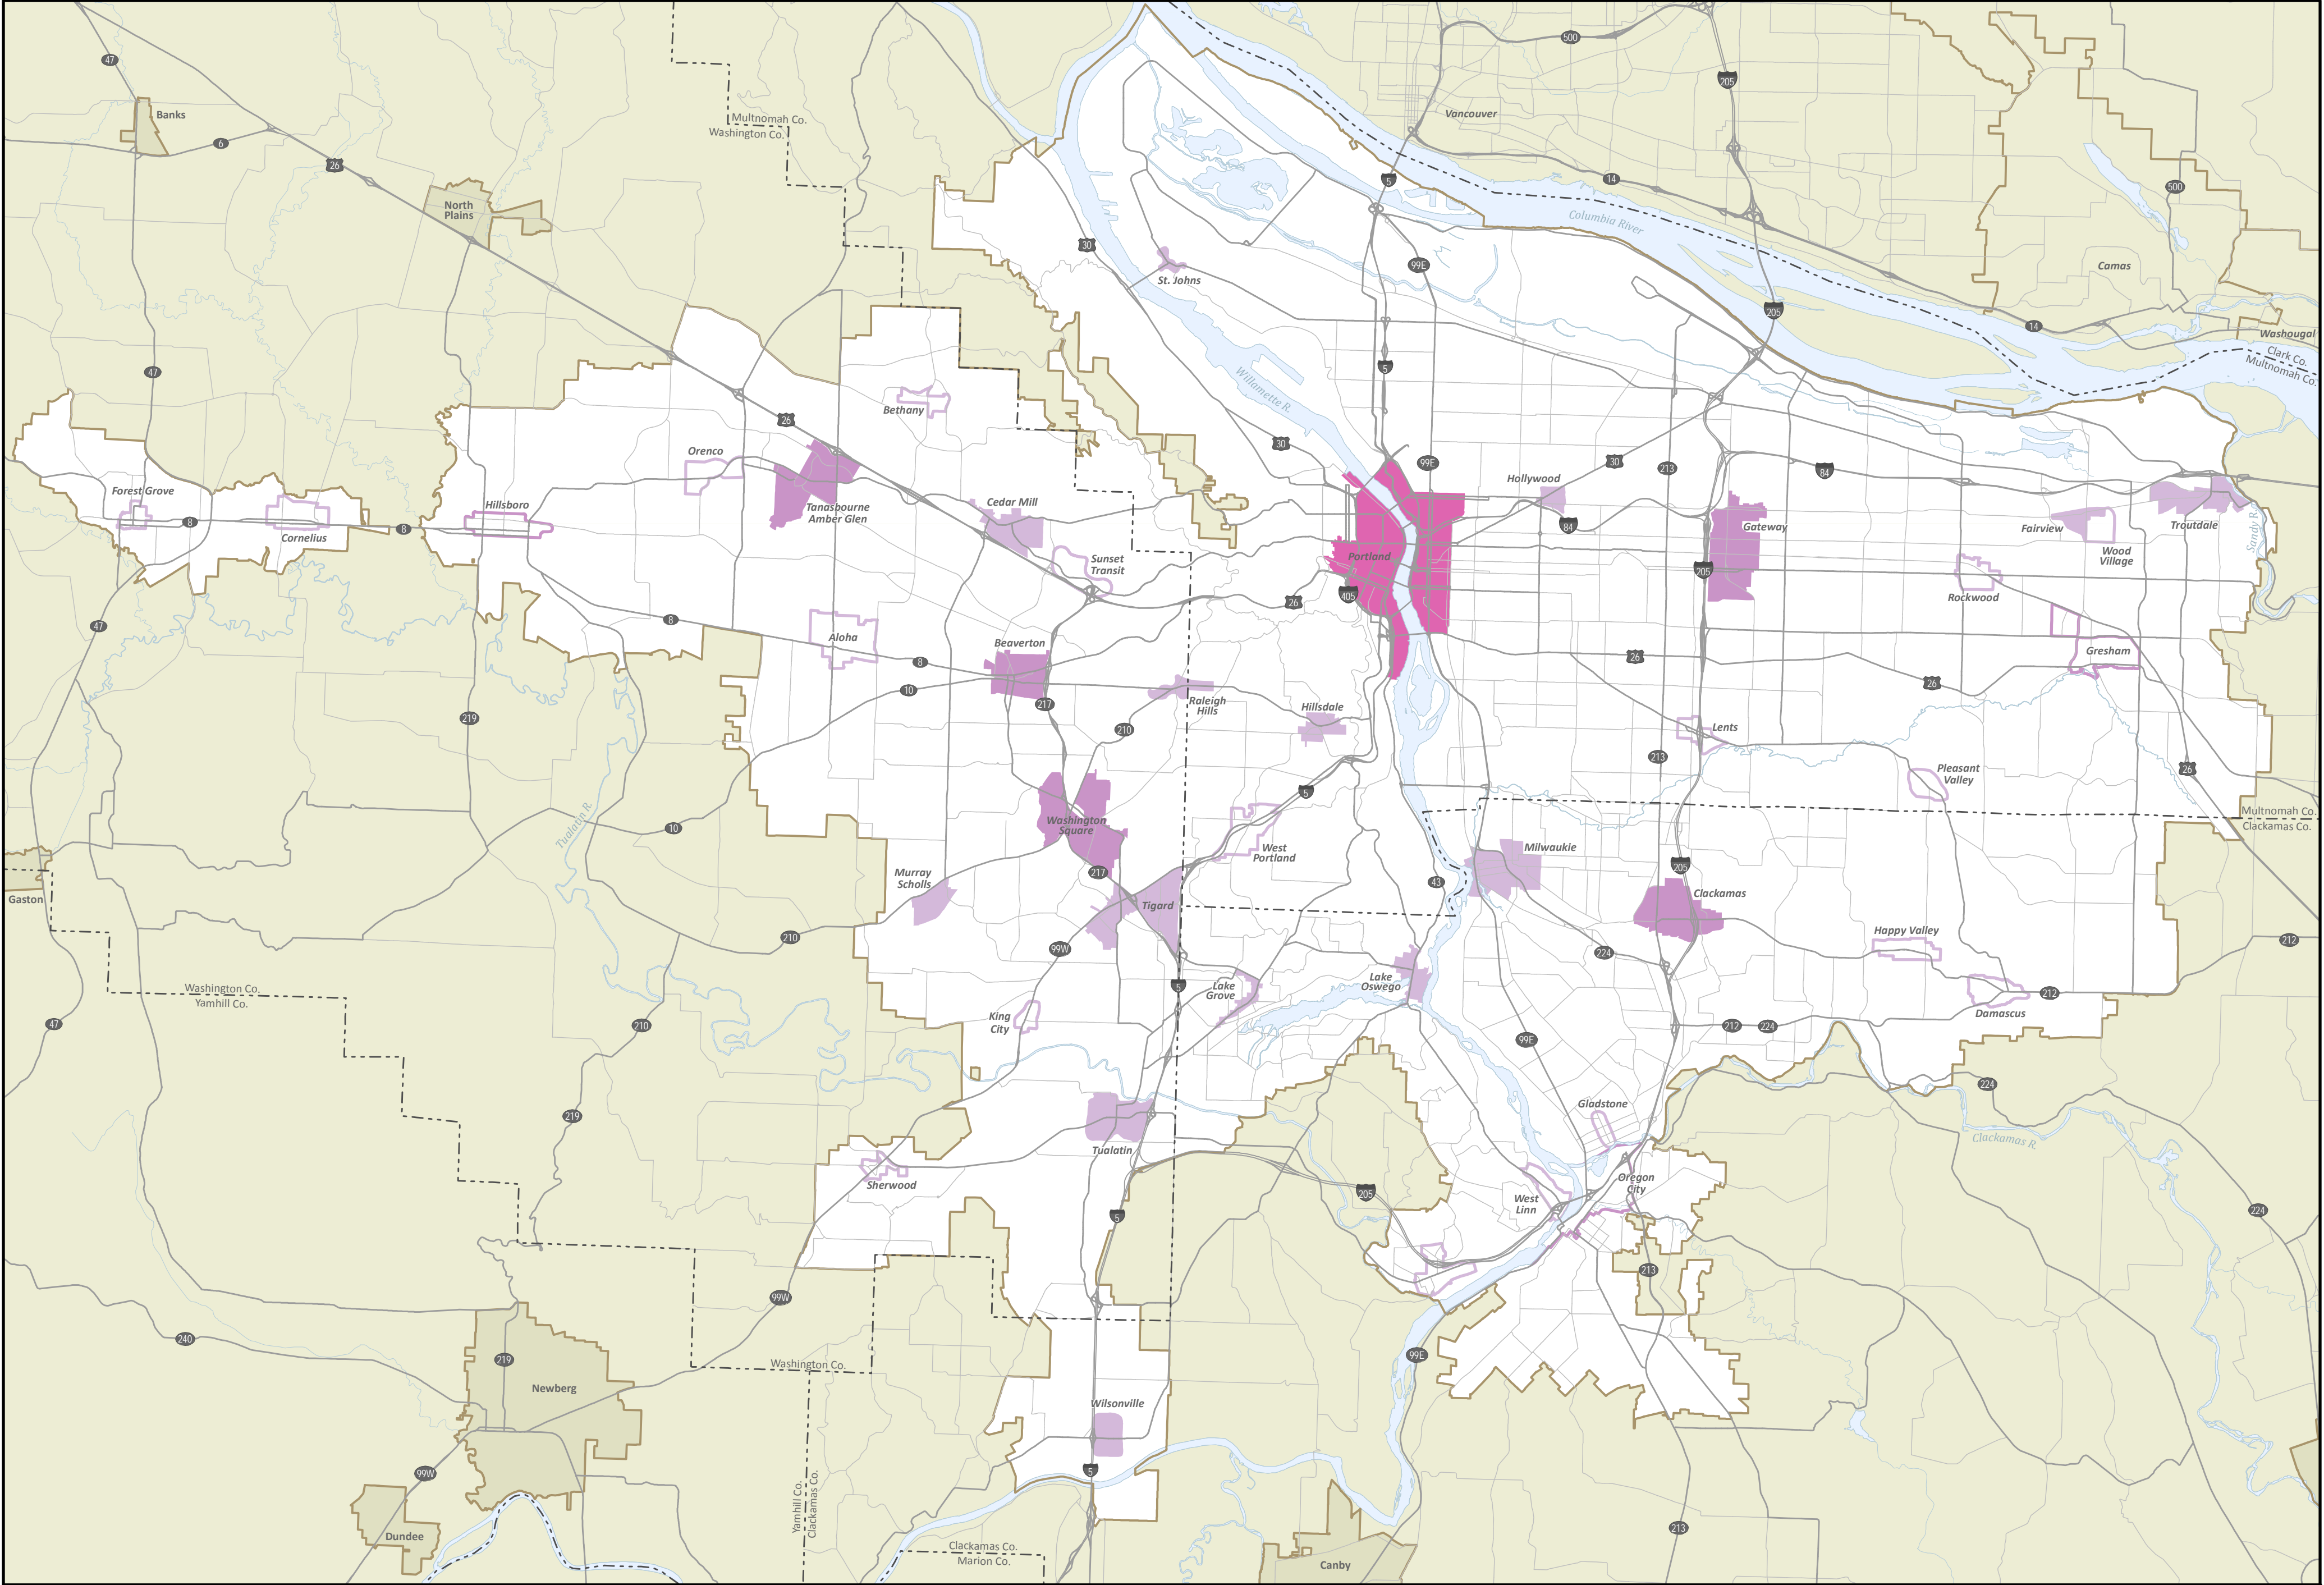 47
500
205
Banks
Vancouver
Multnomah Co.
Washington Co.
6
26
5
14
500
North
Plains
Columbia River
30
99E
Camas
St. Johns
205
14
Washougal
Clark Co.
Multnomah Co.
47
5
Willamette R.
Bethany
26
30
99E
30
213
84
Orenco
Hollywood
Forest Grove
Hillsboro
Cedar Mill
Tanasbourne
Amber Glen
8
8
Cornelius
84
Gateway
Fairview
Troutdale
Sandy R.
Wood
Village
Portland
Sunset
Transit
205
Rockwood
405
26
47
8
Aloha
Beaverton
26
Gresham
8
10
217
26
Raleigh
Hills
Hillsdale
219
210
Lents
213
Pleasant
Valley
26
5
Tualatin R.
10
Washington
Square
Multnomah Co.
Clackamas Co.
West
Portland
Milwaukie
217
205
Murray
Scholls
43
Clackamas
Gaston
Tigard
210
99W
Happy Valley
212
224
Lake
Grove
Lake
Oswego
5
Washington Co.
Yamhill Co.
212
King
City
Damascus
47
210
212
224
99E
224
219
Gladstone
Clackamas R.
Tualatin
Sherwood
205
Oregon
City
West
Linn
5
224
213
99W
240
99E
219
Washington Co.
Newberg
Wilsonville
99W
5
Yamhill Co.
Clackamas Co.
213
Dundee
Clackamas Co.
Marion Co.
Canby